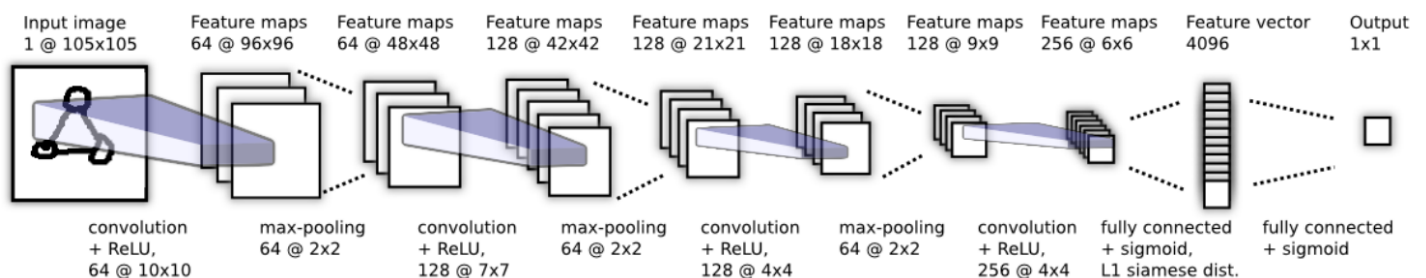 Input image
1 @ 105x105
Feature maps
64 @ 96x96
Feature maps
64 @ 48x48
Feature maps
128 @ 42x42
Feature maps
128 @ 21x21
Feature maps
128 @ 18x18
Feature maps
128 @ 9x9
Feature maps
256 @ 6x6
Feature vector
4096
Output
1x1
convolution
+ ReLU,
64 @ 10x10
max-pooling
64 @ 2x2
convolution
+ ReLU,
128 @ 7x7
max-pooling
64 @ 2x2
convolution
+ ReLU,
128 @ 4x4
max-pooling
64 @ 2x2
convolution
+ ReLU,
256 @ 4x4
fully connected
+ sigmoid,
L1 siamese dist.
fully connected
+ sigmoid